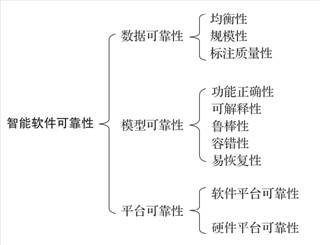 智能软件可靠性
数据可靠性
均衡性
规模性
标注质量性
模型可靠性
功能正确性
可解释性
鲁棒性
容错性
易恢复性
平台可靠性
软件平台可靠性
硬件平台可靠性